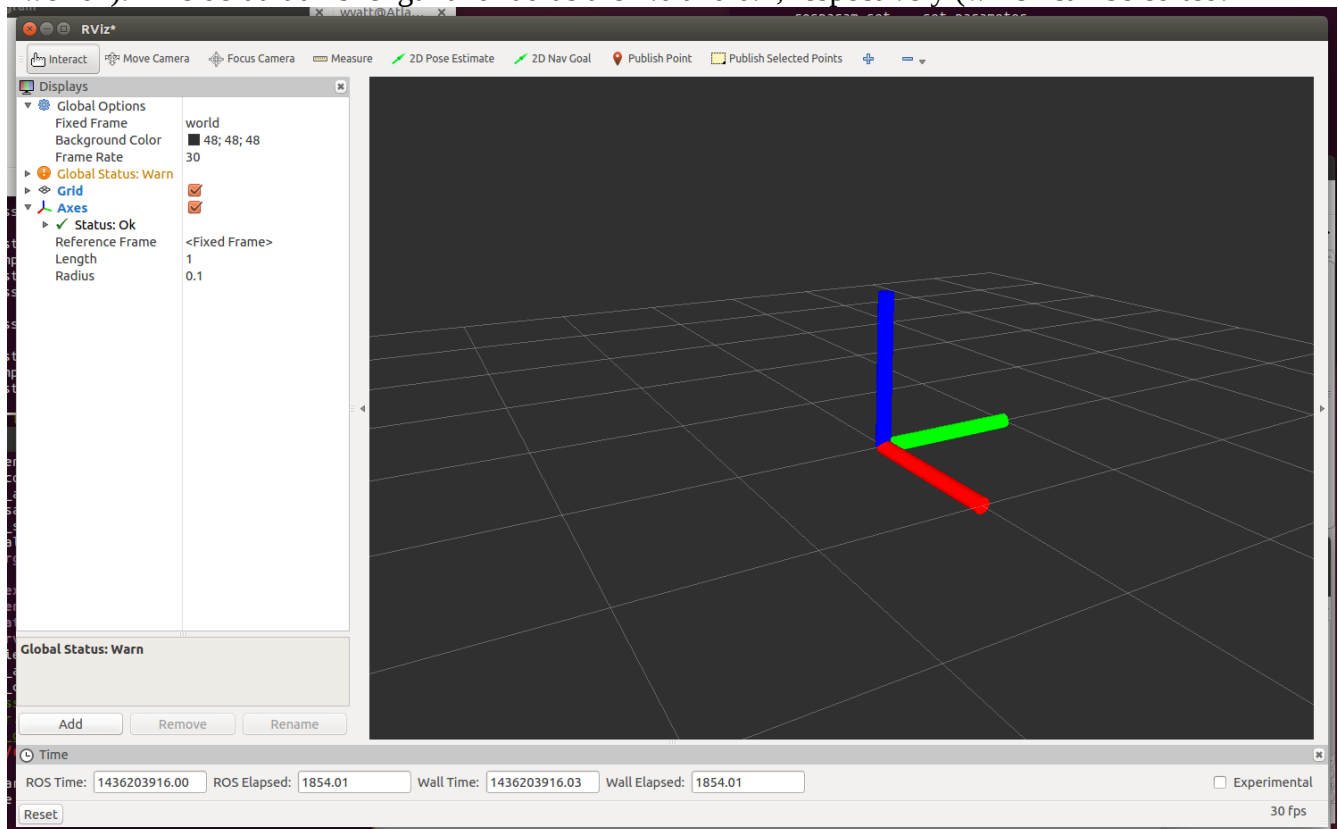 wyatt@Atla... ×
RViz*
Interact Move Camera Focus Camera Measure 2D Pose Estimate 2D Nav Goal Publish Point Publish Selected Points
Displays
Global Options
Fixed Frame world
Background Color 48; 48; 48
Frame Rate 30
Global Status: Warn
Grid
Axes
Status: Ok
Reference Frame <Fixed Frame>
Length 1
Radius 0.1
Global Status: Warn
Add Remove Rename
Time
ROS Time: 1436203916.00 ROS Elapsed: 1854.01 Wall Time: 1436203916.03 Wall Elapsed: 1854.01 Experimental
Reset 30 fps